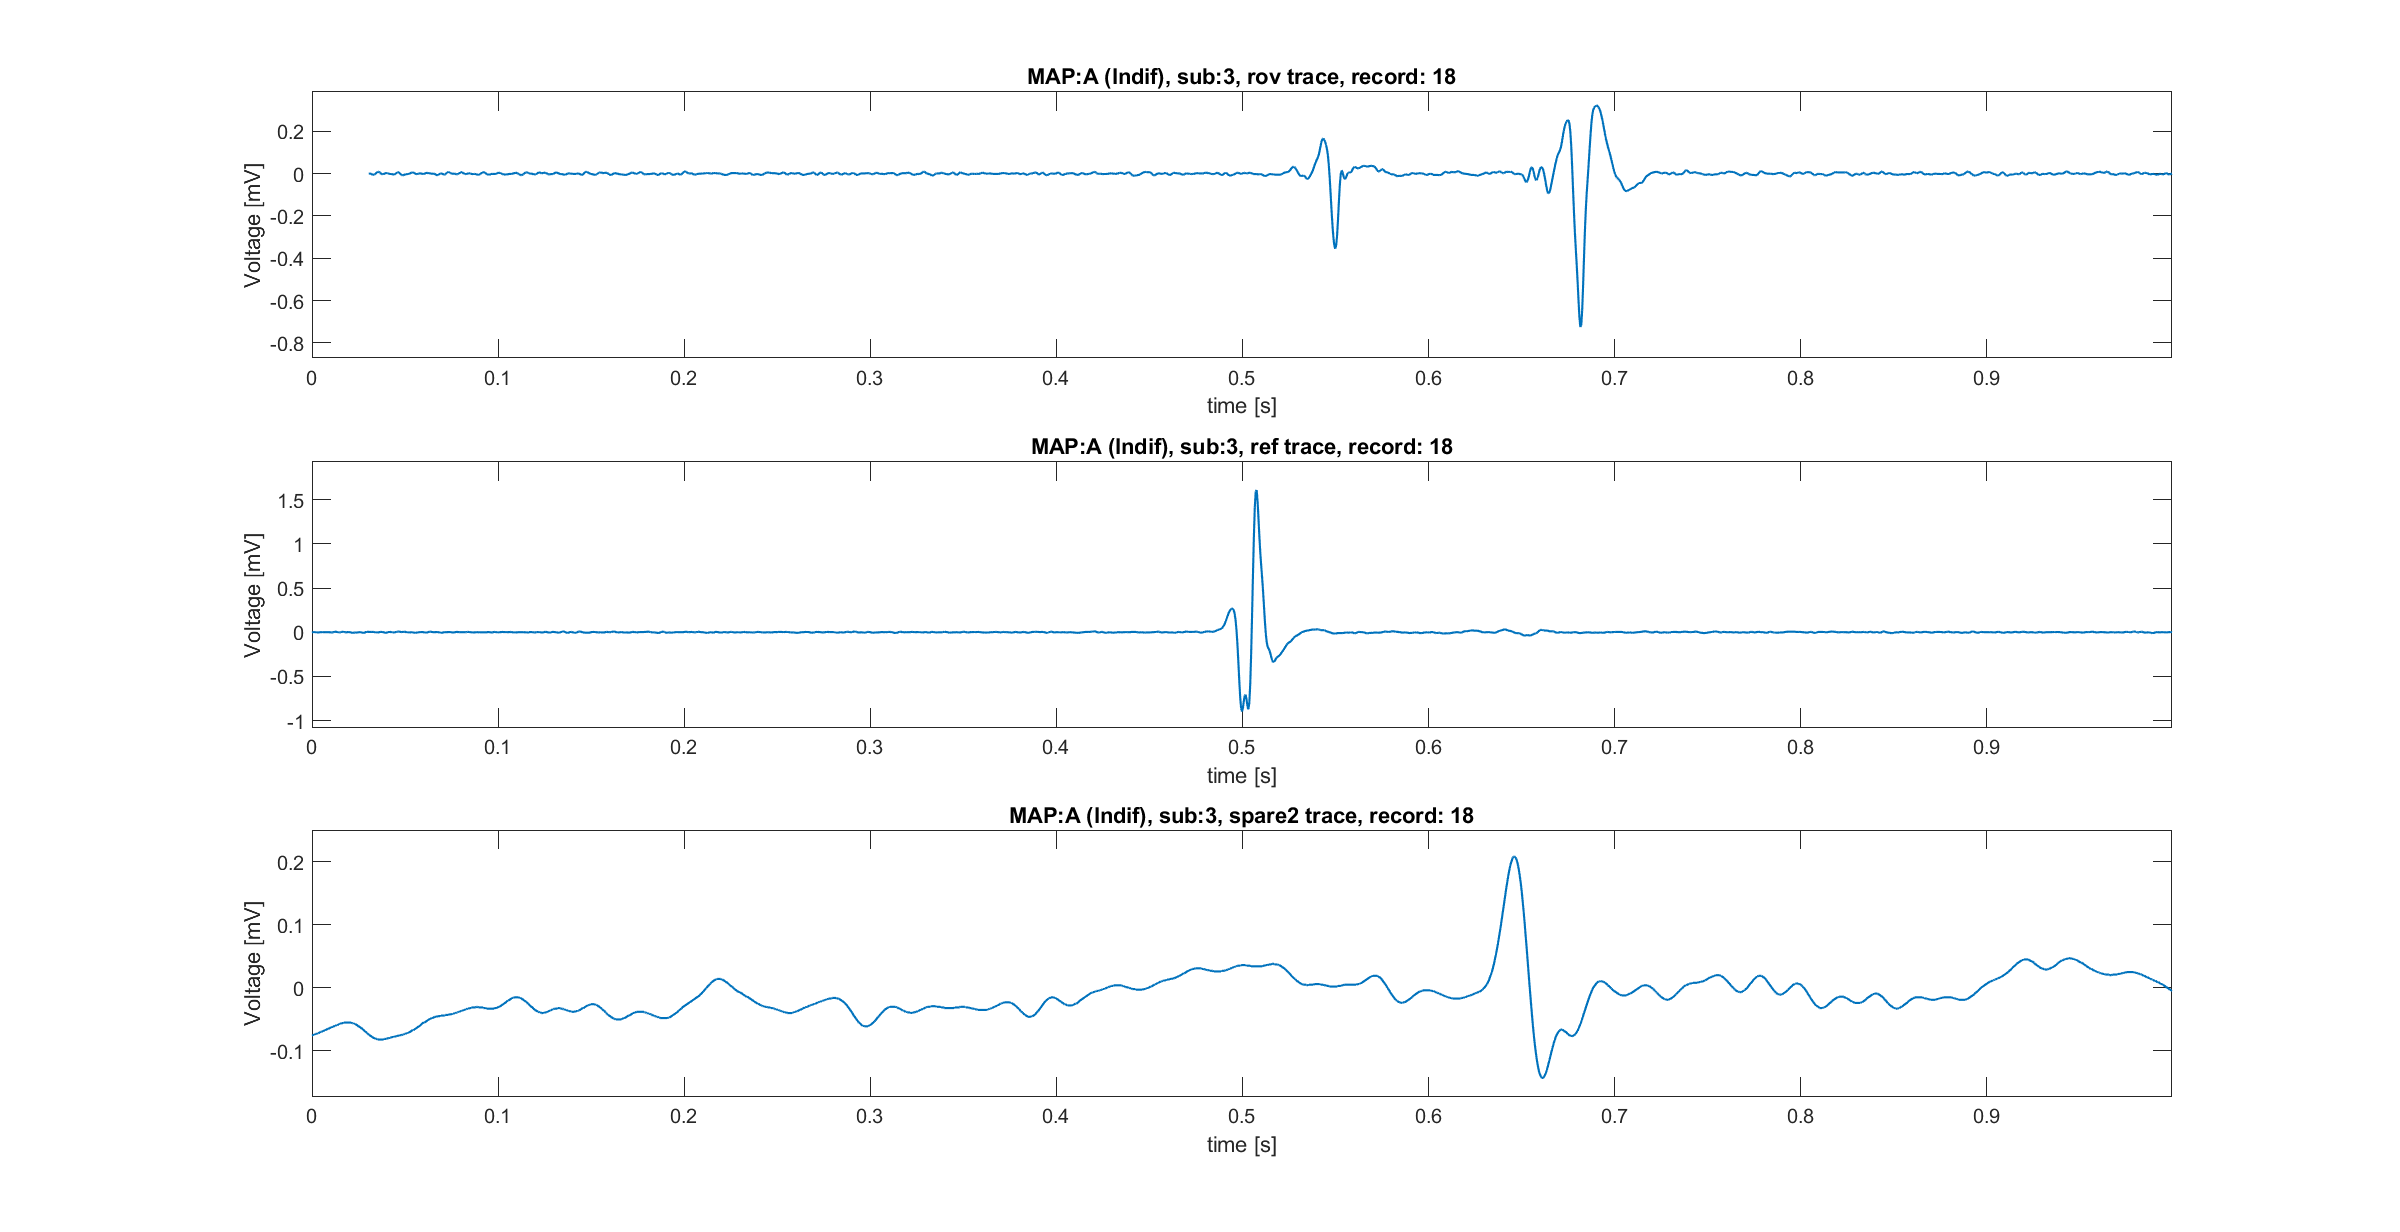 MAP:A (Indif), sub:3, rov trace, record: 18
Voltage [mV]
0.2
0
-0.2
-0.4
-0.6
-0.8
0 0.1 0.2 0.3 0.4 0.5 0.6 0.7 0.8 0.9
time [s]
MAP:A (Indif), sub:3, ref trace, record: 18
Voltage [mV]
1.5
1
0.5
0
-0.5
-1
0 0.1 0.2 0.3 0.4 0.5 0.6 0.7 0.8 0.9
time [s]
MAP:A (Indif), sub:3, spare2 trace, record: 18
Voltage [mV]
0.2
0.1
0
-0.1
0 0.1 0.2 0.3 0.4 0.5 0.6 0.7 0.8 0.9
time [s]